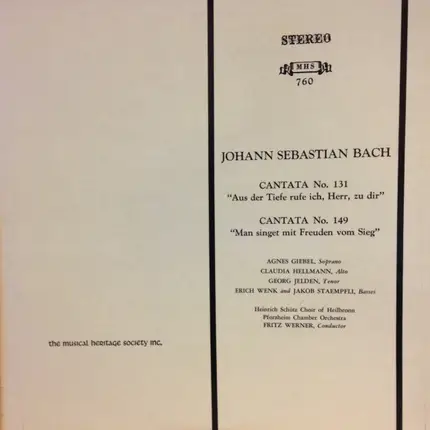 STEREO
MHS
760
JOHANN SEBASTIAN BACH
CANTATA No. 131
"Aus der Tiefe rufe ich, Herr, zu dir"
CANTATA No. 149
"Man singet mit Freuden vom Sieg"
AGNES GIEBEL, Soprano
CLAUDIA HELLMANN, Alto
GEORG JELDEN, Tenor
ERICH WENK and JAKOB STAEMPFLI, Basses
Heinrich Schütz Choir of Heilbronn
Pforzheim Chamber Orchestra
FRITZ WERNER, Conductor
the musical heritage society inc.